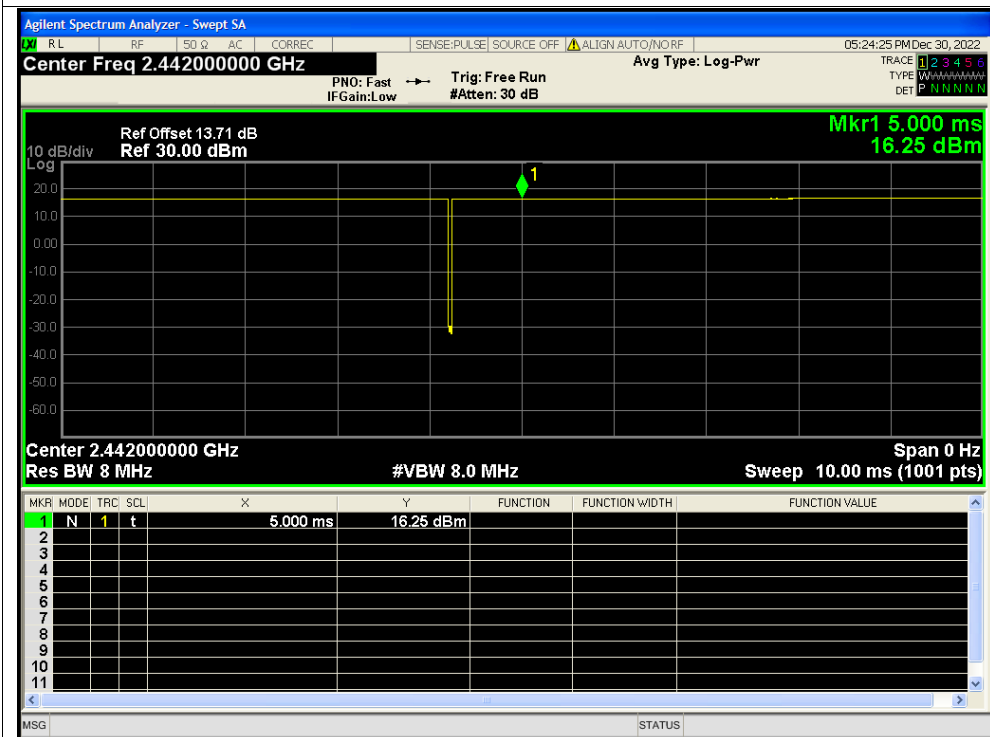 Agilent Spectrum Analyzer - Swept SA
LXI RL RF 50 Ω AC CORREC SENSE:PULSE SOURCE OFF ALIGN AUTO/NO RF 05:24:25 PM Dec 30, 2022
Center Freq 2.442000000 GHz Avg Type: Log-Pwr TRACE 1 2 3 4 5 6
PNO: Fast Trig: Free Run TYPE WWWWWW
IFGain:Low #Atten: 30 dB DET P N N N N N
Mkr1 5.000 ms
Ref Offset 13.71 dB
10 dB/div Ref 30.00 dBm 16.25 dBm
Log
1
20.0
10.0
0.00
-10.0
-20.0
-30.0
-40.0
-50.0
-60.0
Center 2.442000000 GHz Span 0 Hz
Res BW 8 MHz #VBW 8.0 MHz Sweep 10.00 ms (1001 pts)
MKR MODE TRC SCL X Y FUNCTION FUNCTION WIDTH FUNCTION VALUE
1 N 1 t 5.000 ms 16.25 dBm
2
3
4
5
6
7
8
9
10
11
MSG STATUS